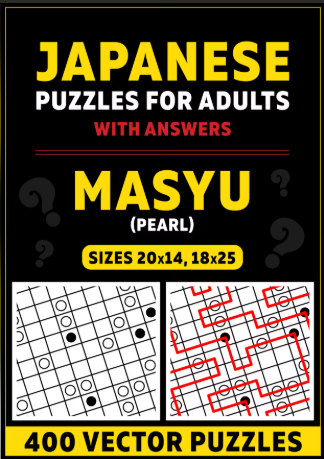 JAPANESE
PUZZLES FOR ADULTS
WITH ANSWERS
MASYU
(PEARL)
SIZES 20x14, 18x25
400 VECTOR PUZZLES